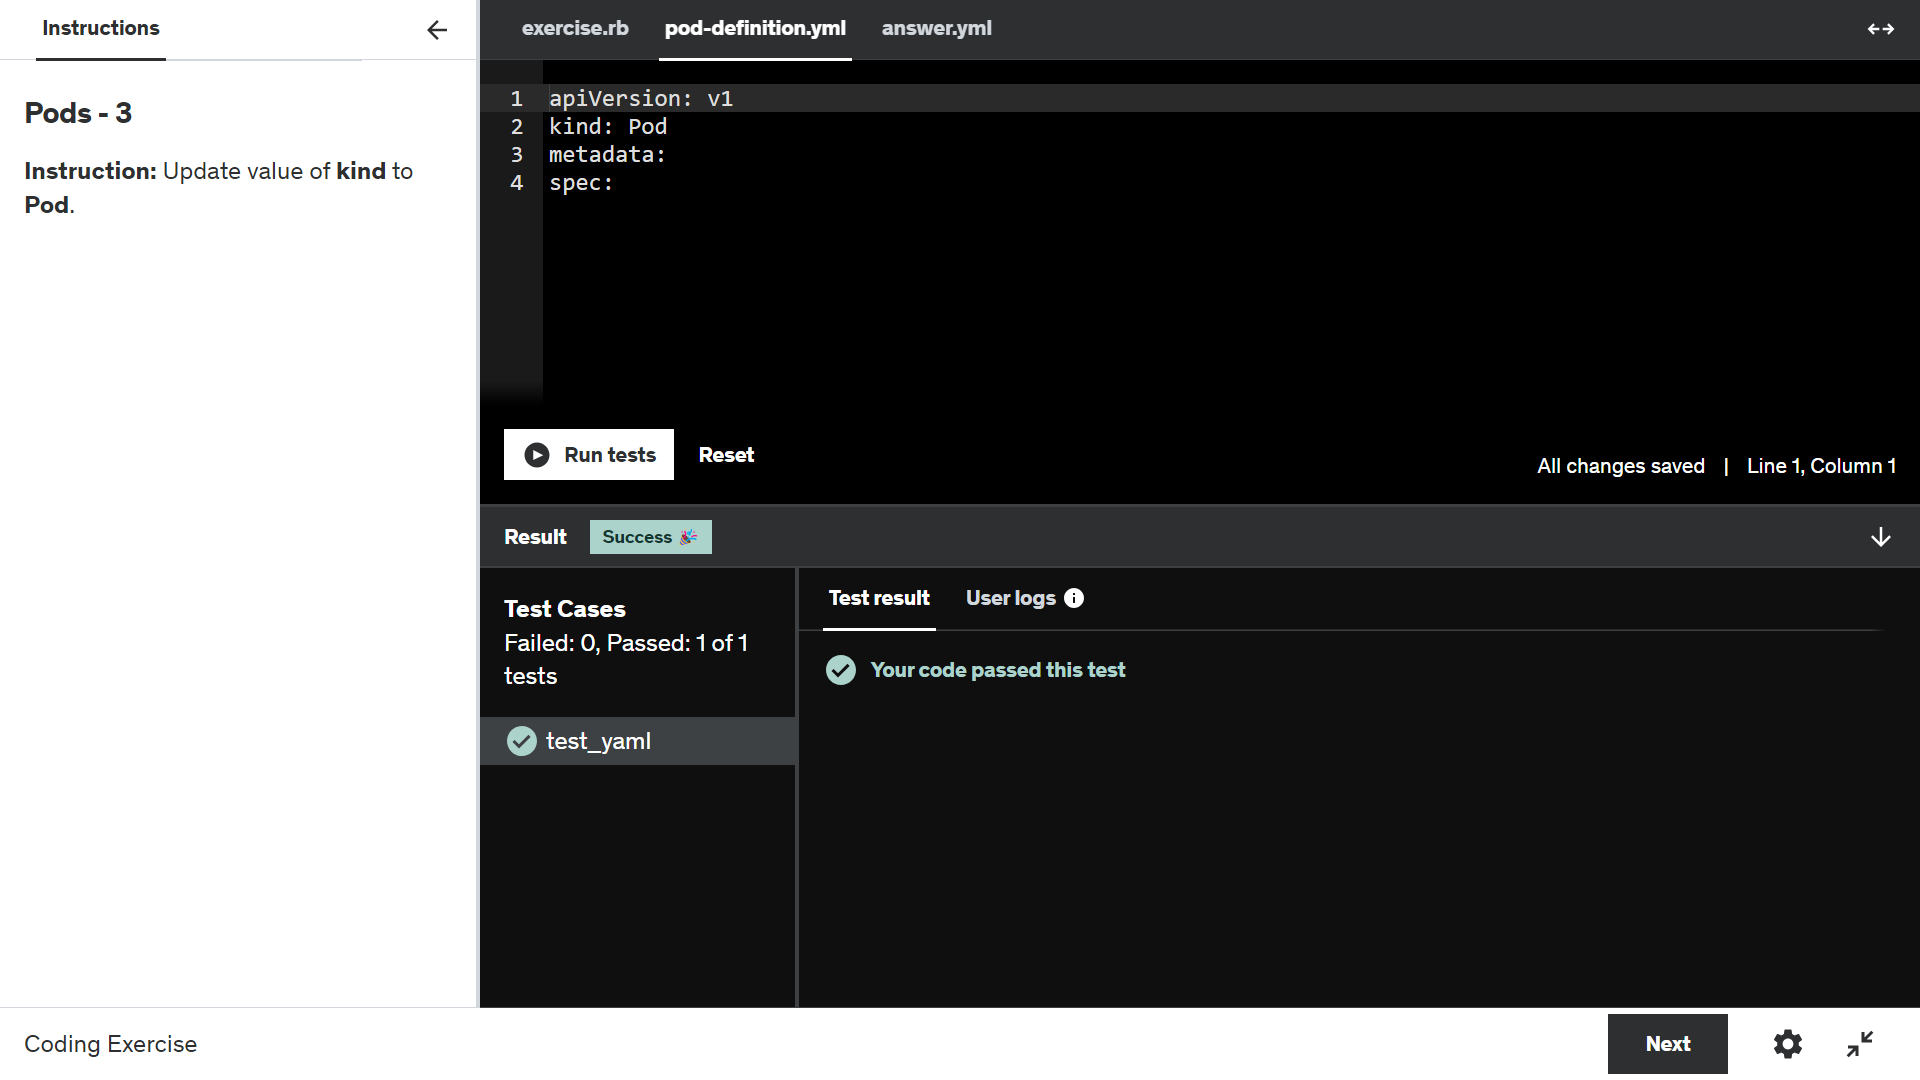 Instructions
Pods - 3
Instruction: Update value of kind to
Pod.
exercise.rb pod-definition.yml answer.yml
1 apiVersion: v1
2 kind: Pod
3 metadata:
4 spec:
Run tests Reset
All changes saved | Line 1, Column 1
Result Success 🎉
Test Cases
Failed: 0, Passed: 1 of 1
tests
test_yaml
Test result User logs
Your code passed this test
Coding Exercise
Next